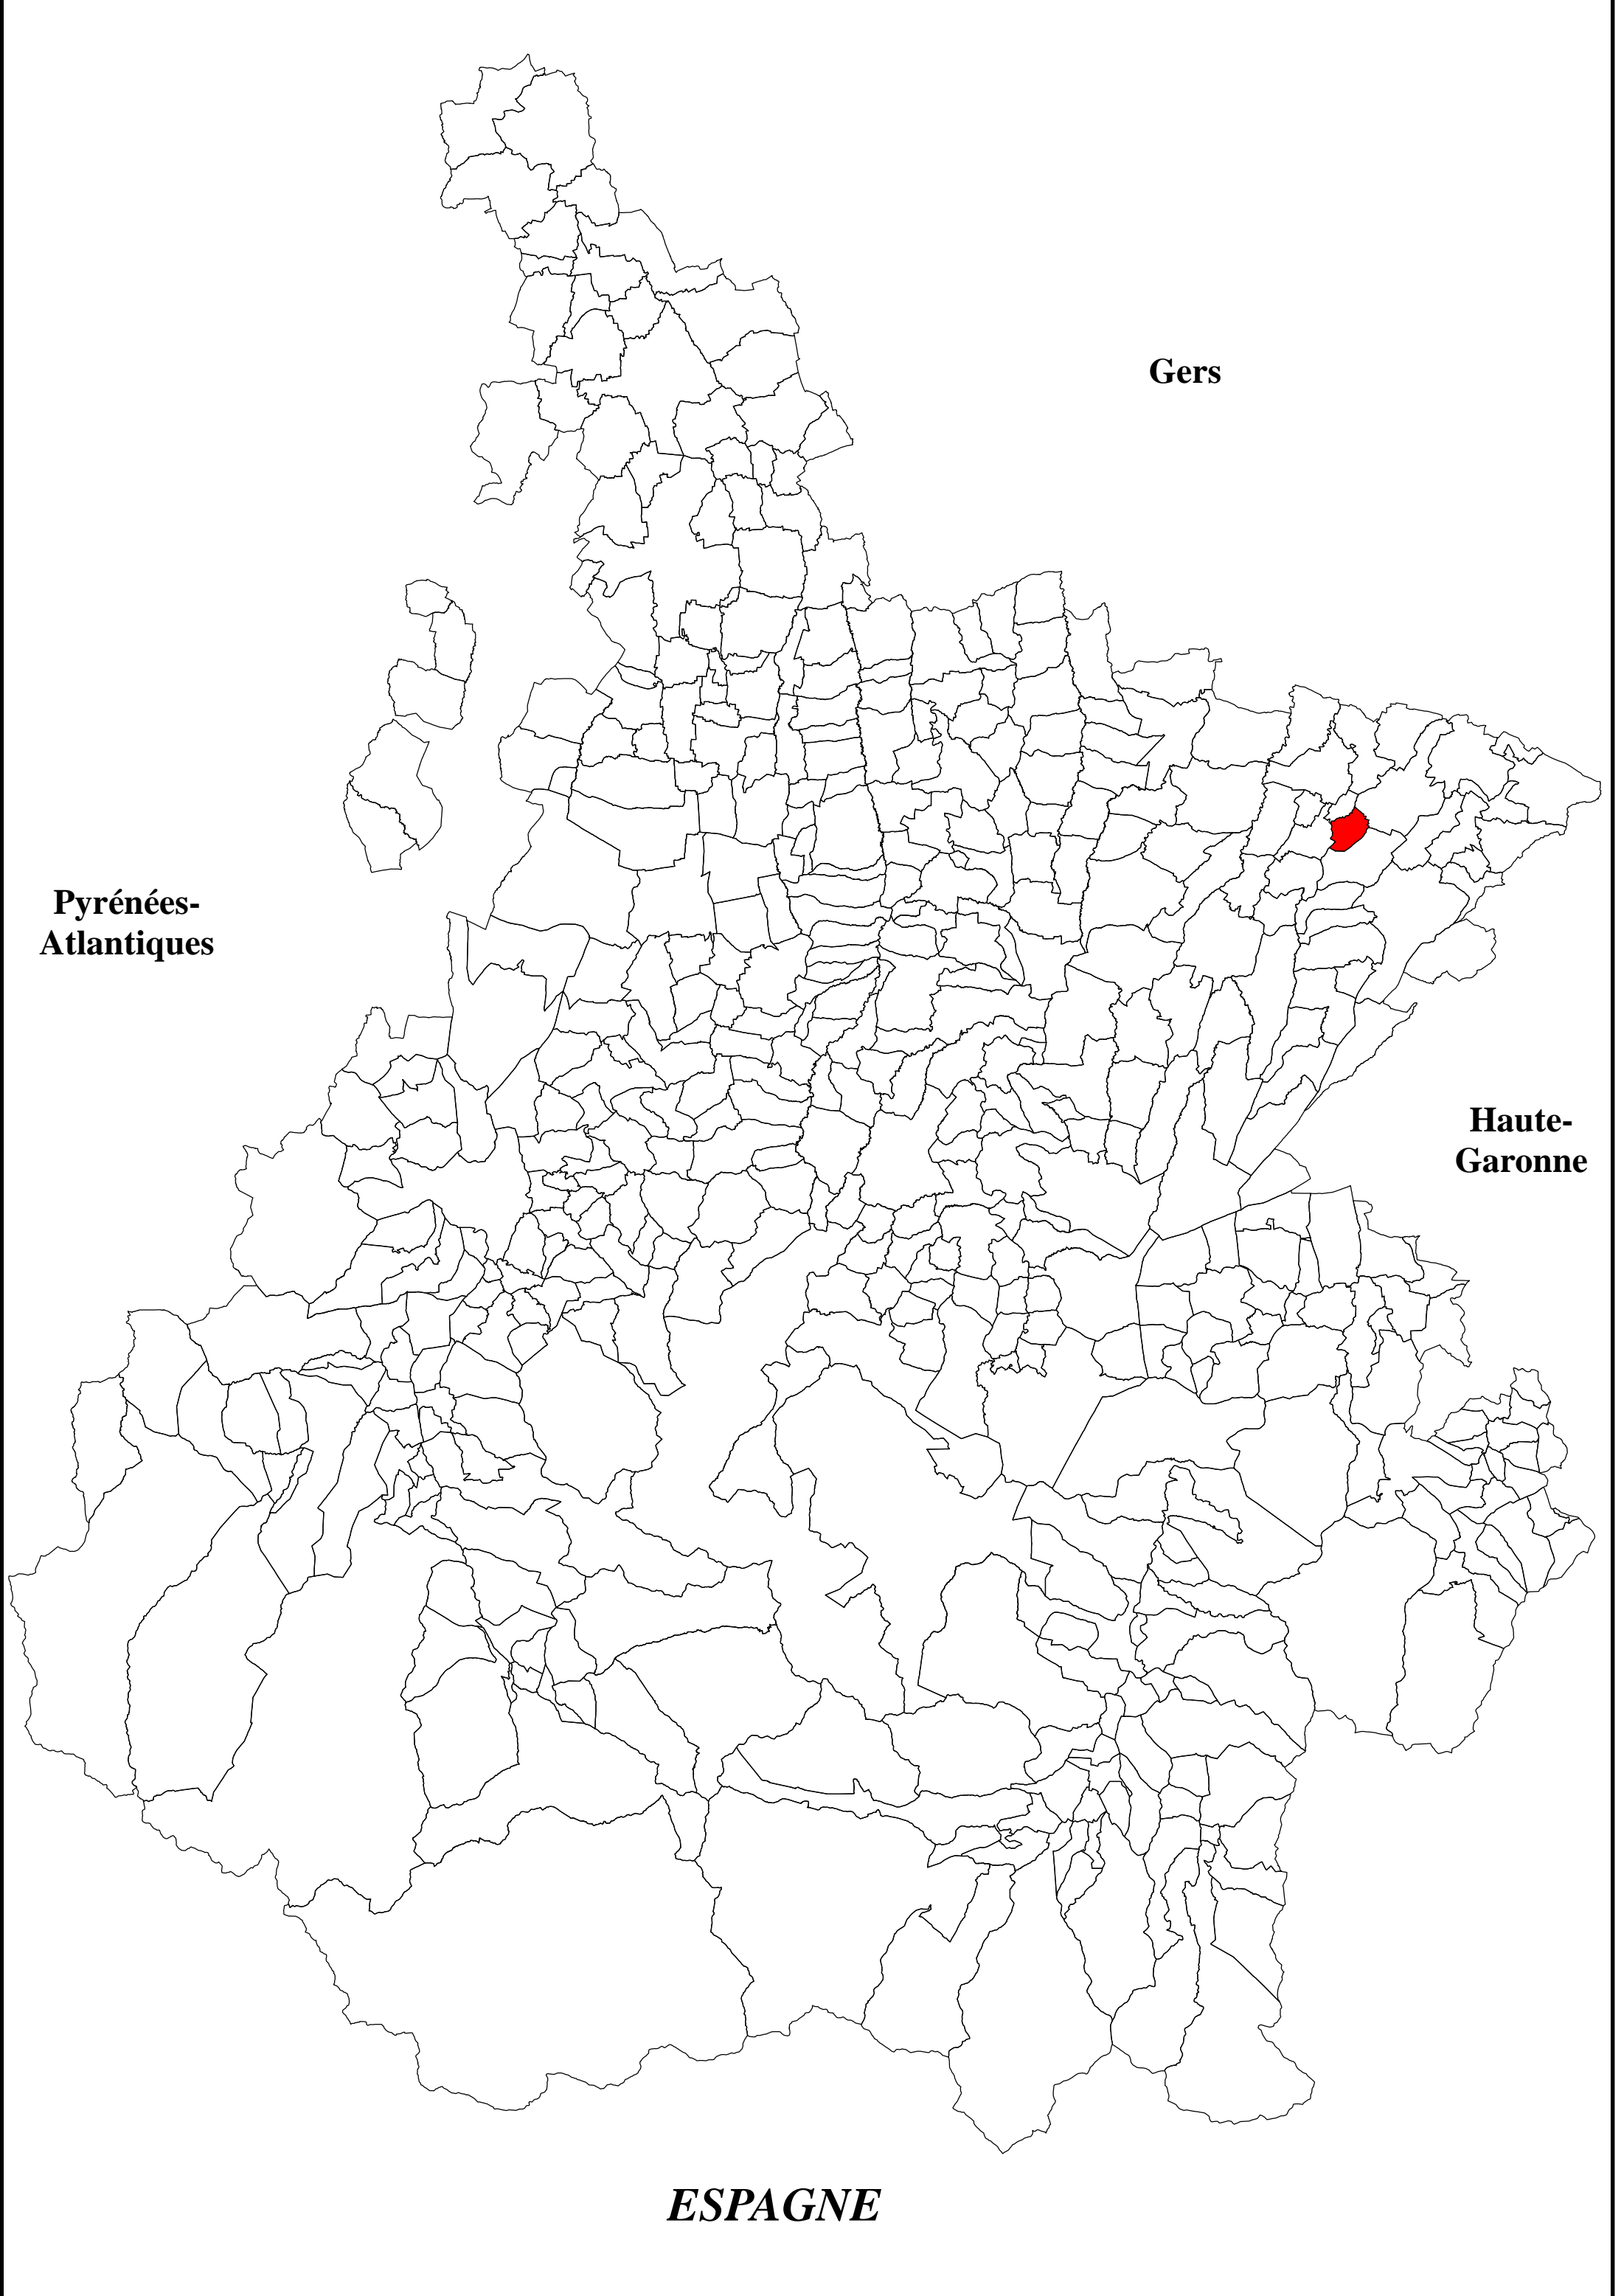 Gers
Pyrénées-
Atlantiques
Haute-
Garonne
ESPAGNE